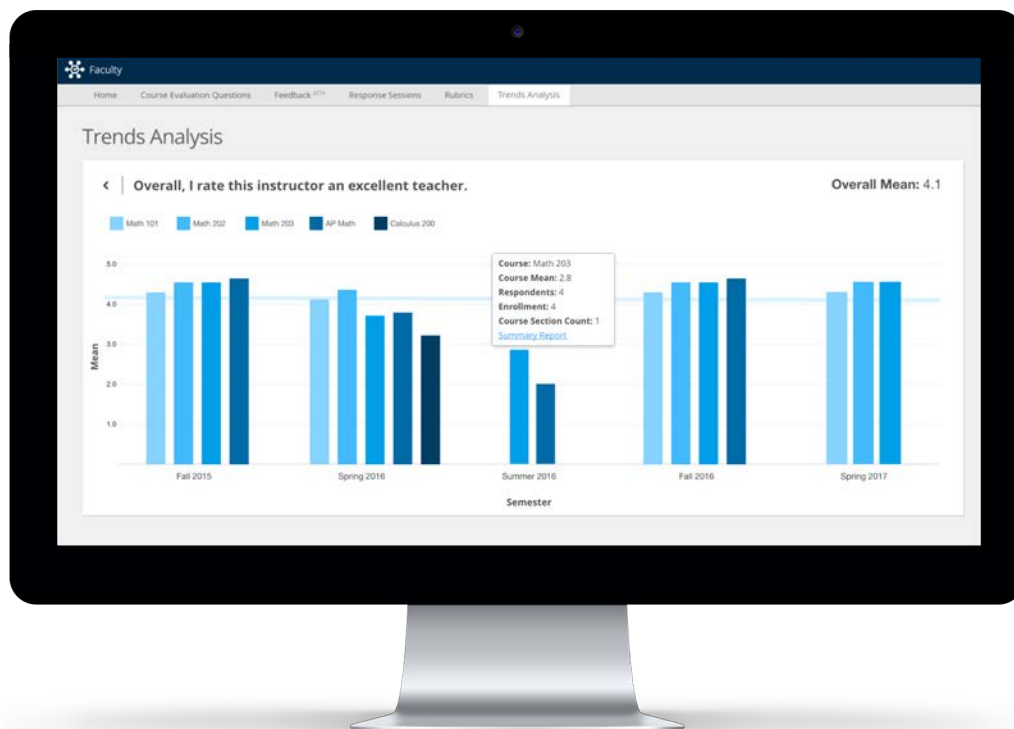 Faculty
Home Course Evaluation Questions Feedback BETA Response Sessions Rubrics Trends Analysis
Trends Analysis
< Overall, I rate this instructor an excellent teacher. Overall Mean: 4.1
Math 101 Math 202 Math 203 AP Math Calculus 200
5.0
4.0
3.0
2.0
1.0
Mean
Course: Math 203
Course Mean: 2.8
Respondents: 4
Enrollment: 4
Course Section Count: 1
Summary Report
Fall 2015 Spring 2016 Summer 2016 Fall 2016 Spring 2017
Semester